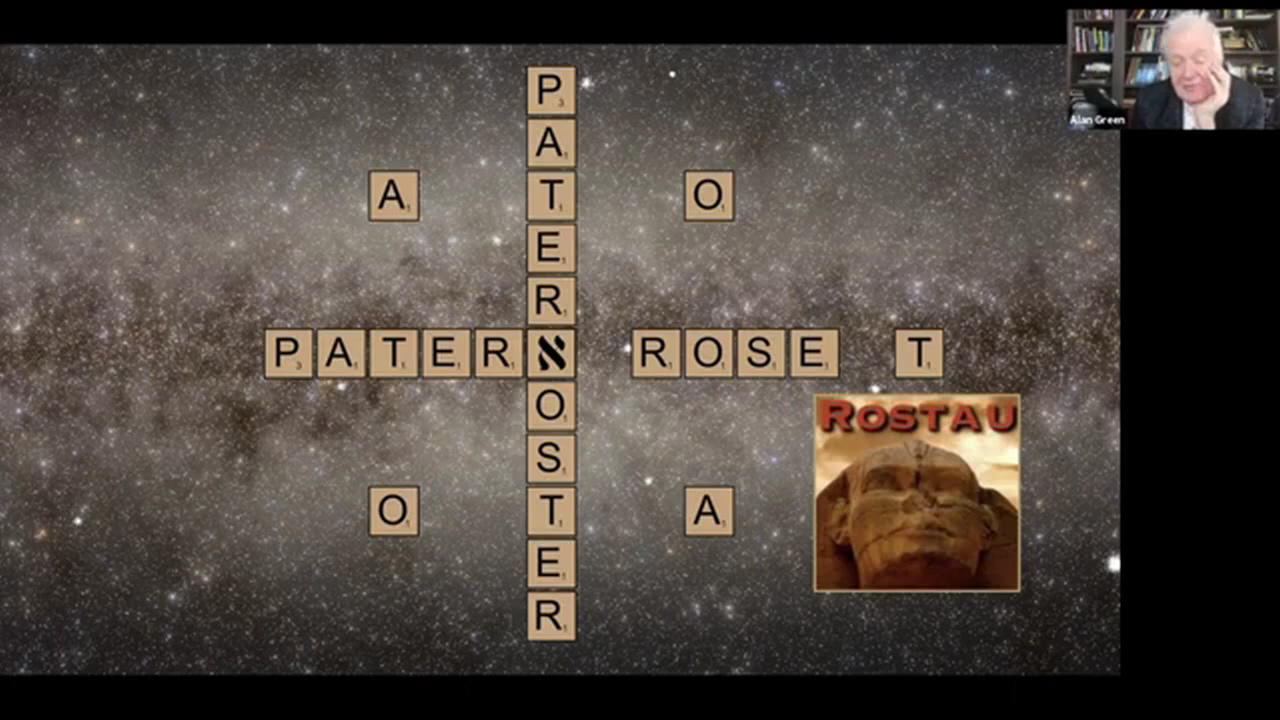 Alan Green
P
A
A O
T
E
R
PATERא ROSE T
O
S
O A
T
E
R
ROSTAU